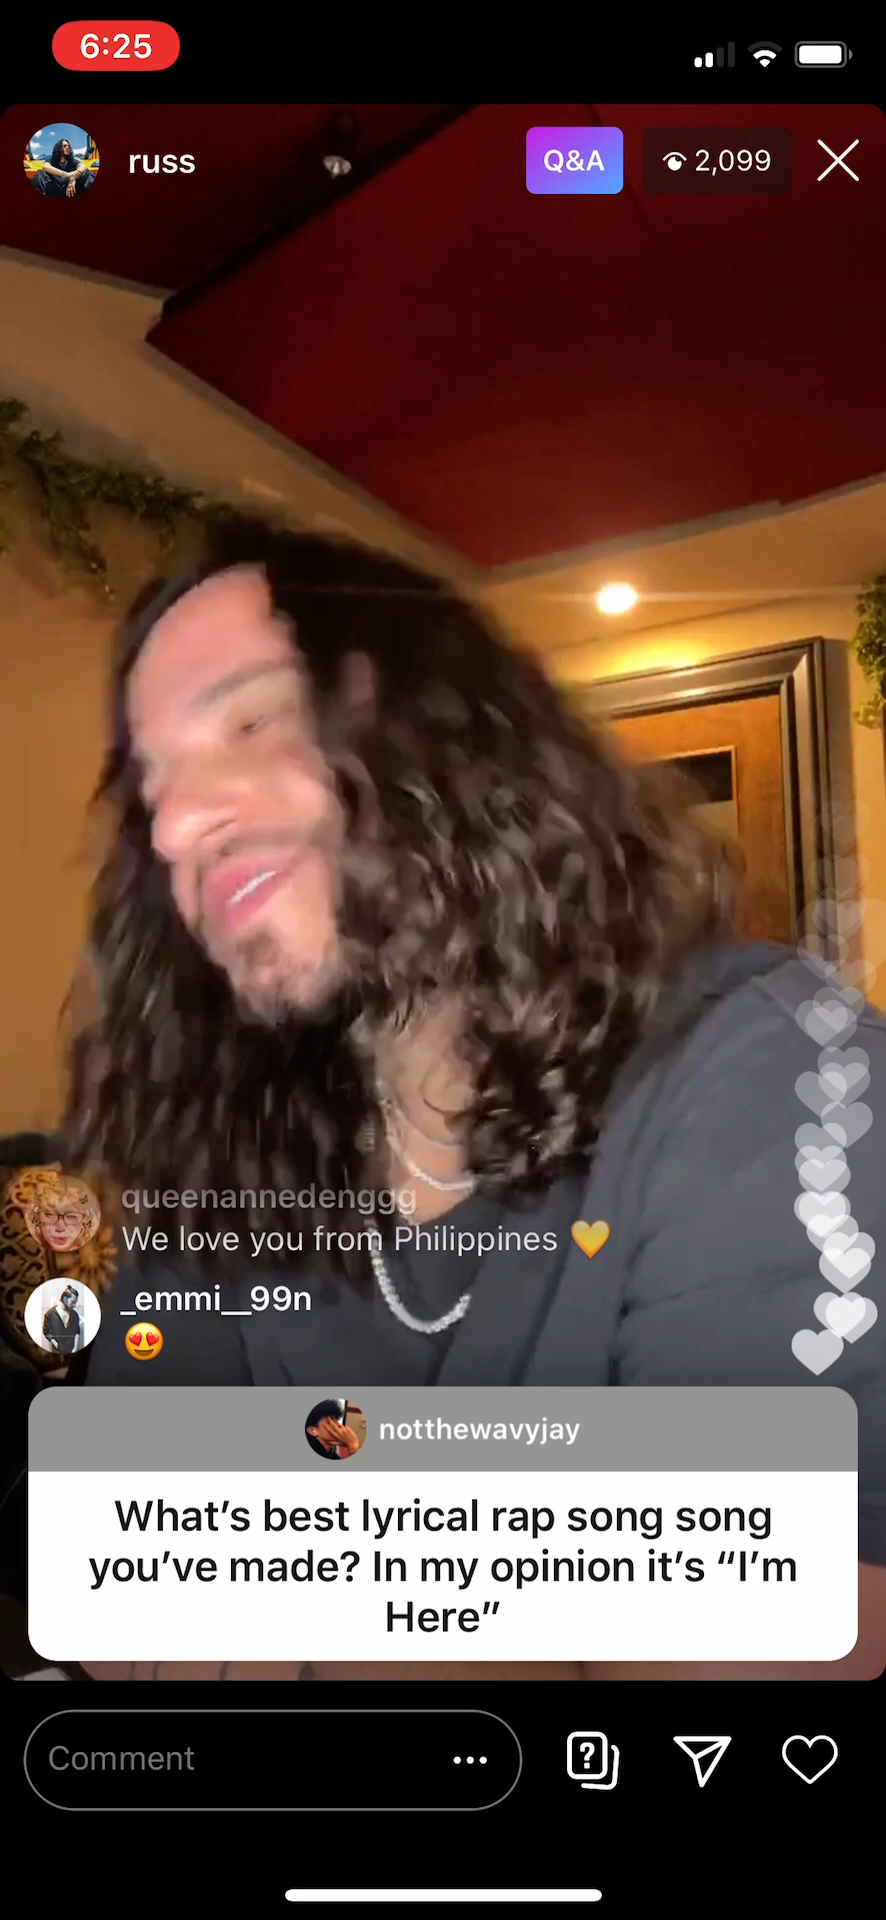 6:25
russ
Q&A
2,099
queenannedenggg
We love you from Philippines 💛
_emmi__99n
😍
notthewavyjay
What's best lyrical rap song song
you've made? In my opinion it's “I'm
Here”
Comment